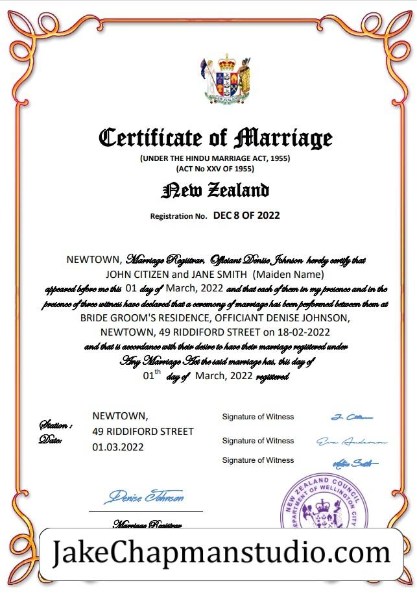 Certificate of Marriage
(UNDER THE HINDU MARRIAGE ACT, 1955)
(ACT No XXV OF 1955)
New Zealand
Registration No. DEC 8 OF 2022
NEWTOWN, Marriage Registrar, Officiant Denise Johnson hereby certify that
JOHN CITIZEN and JANE SMITH (Maiden Name)
appeared before me this 01 day of March, 2022 and that each of them in my presence and in the
presence of three witness have declared that a ceremony of marriage has been performed between them at
BRIDE GROOM'S RESIDENCE, OFFICIANT DENISE JOHNSON,
NEWTOWN, 49 RIDDIFORD STREET on 18-02-2022
and that is accordance with their desire to have their marriage registered under
Any Marriage Act the said marriage has, this day of
01th day of March, 2022 registered
Station : NEWTOWN,
49 RIDDIFORD STREET
Date: 01.03.2022
Signature of Witness
Signature of Witness Eva Anderson
Signature of Witness
Denise Johnson
Marriage Registrar
NEW ZEALAND COUNCIL
DEPARTMENT OF WELLINGTON CITY
JakeChapmanstudio.com